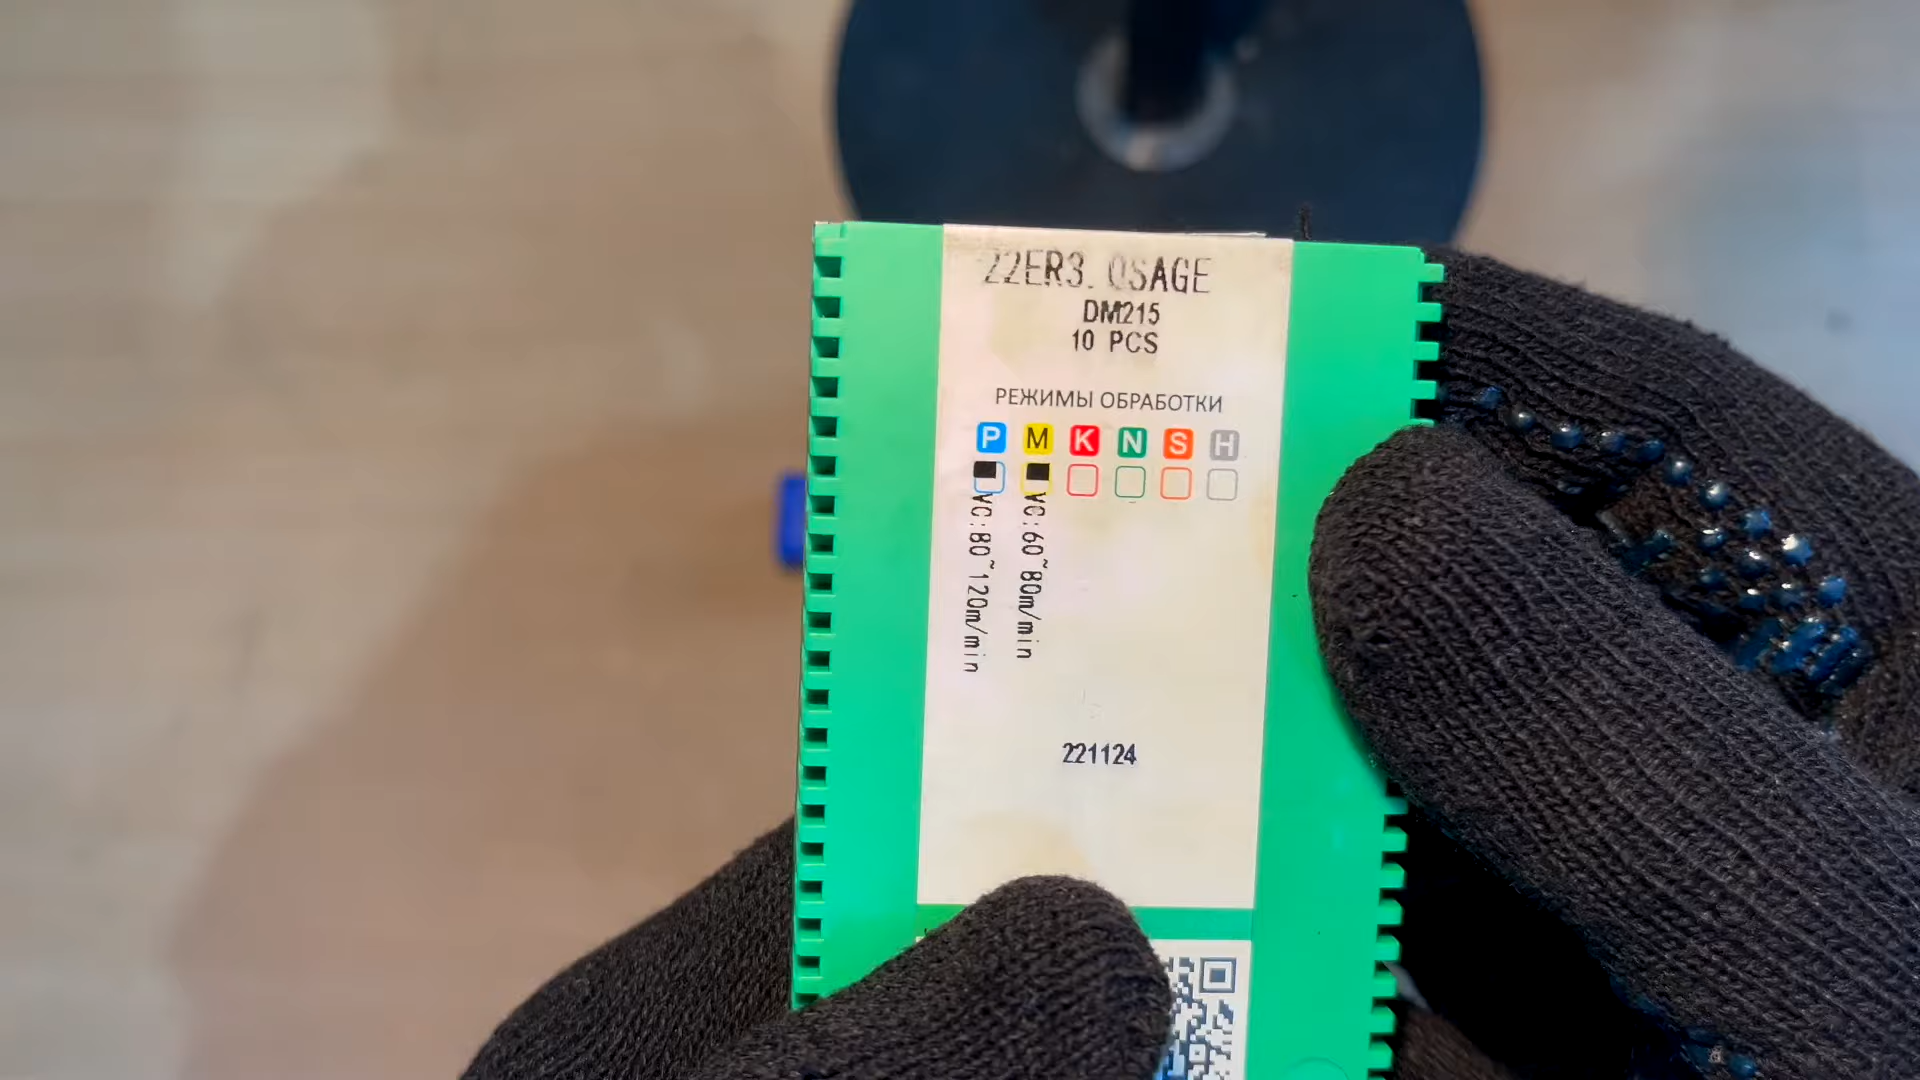 22ER3.0SAGE
DM215
10 PCS
РЕЖИМЫ ОБРАБОТКИ
P M K N S H
VC:80~120m/min
VC:60~80m/min
221124